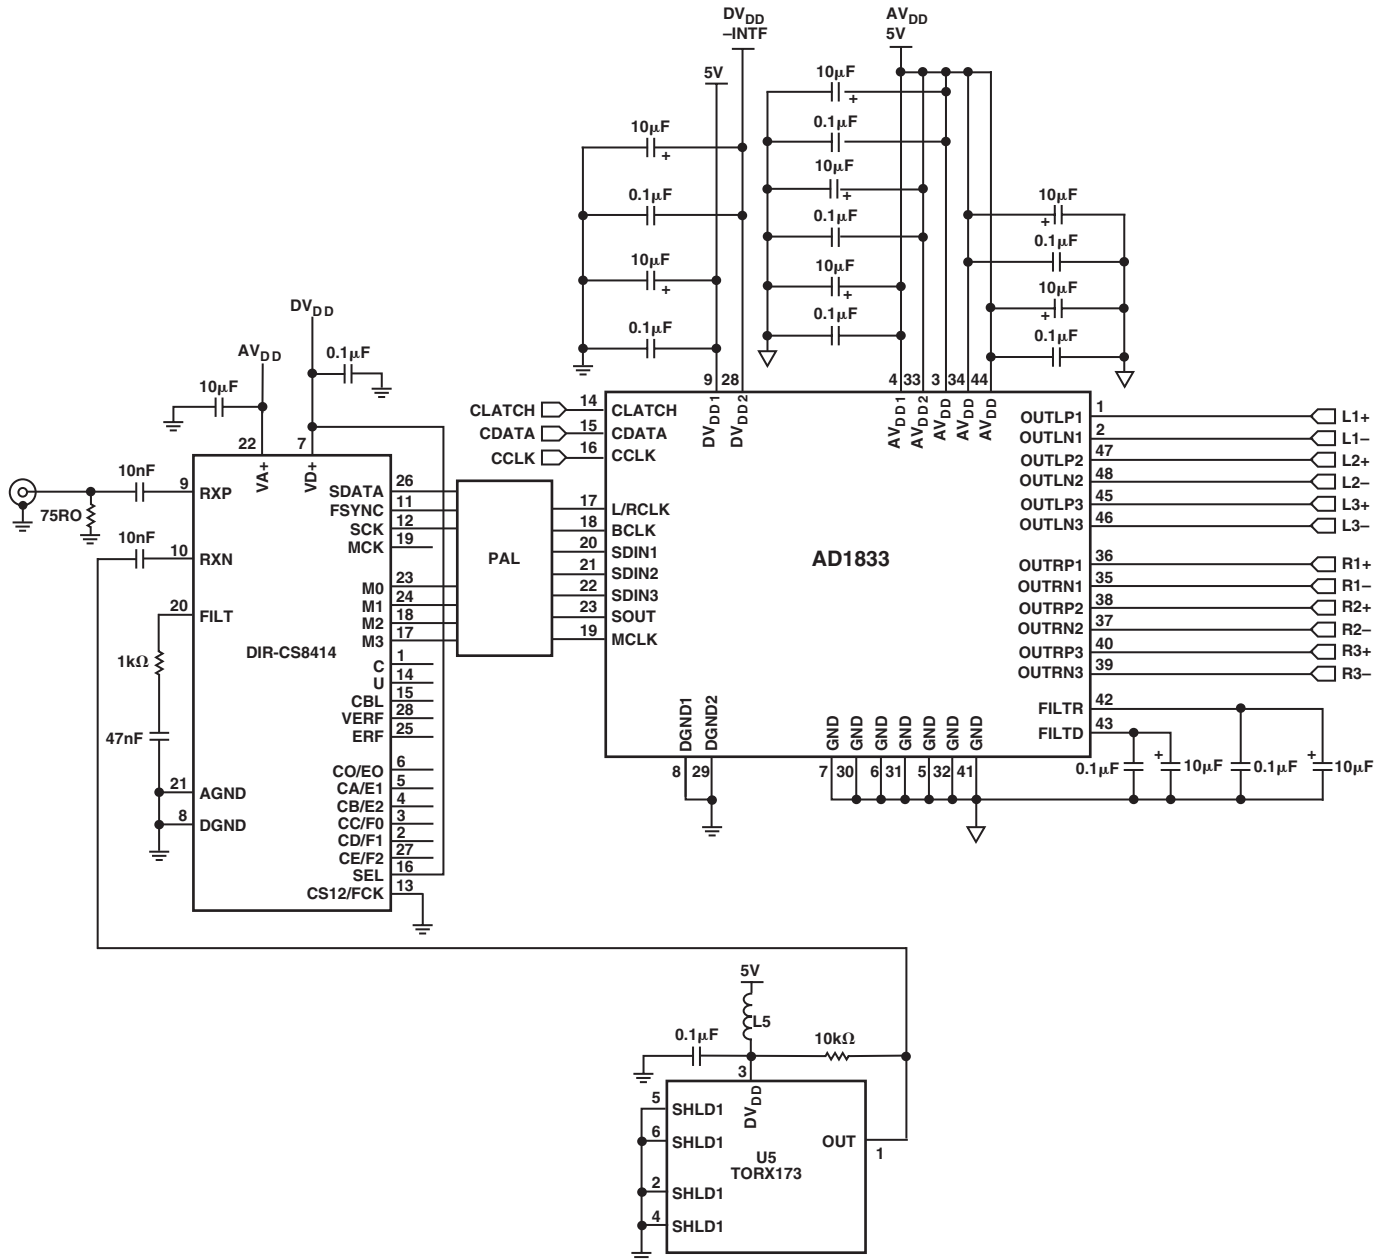 DVDD
–INTF
AVDD
5V
5V
10µF
+
0.1µF
10µF
+
0.1µF
10µF
+
0.1µF
10µF
+
0.1µF
10µF
+
0.1µF
10µF
+
0.1µF
10µF
+
0.1µF
DVDD
AVDD
0.1µF
10µF
22
7
VA+
VD+
10nF
9
RXP
75RO
10nF
10
RXN
20
FILT
1kΩ
47nF
21
AGND
8
DGND
DIR-CS8414
SDATA 26
FSYNC 11
SCK 12
MCK 19
M0 23
M1 24
M2 18
M3 17
C 1
U 14
CBL 15
VERF 28
ERF 25
CO/EO 6
CA/E1 5
CB/E2 4
CC/F0 3
CD/F1 2
CE/F2 27
SEL 16
CS12/FCK 13
PAL
9 28
DVDD1 DVDD2
4 33 3 34 44
AVDD1 AVDD2 AVDD AVDD AVDD
CLATCH 14 CLATCH
CDATA 15 CDATA
CCLK 16 CCLK
17 L/RCLK
18 BCLK
20 SDIN1
21 SDIN2
22 SDIN3
23 SOUT
19 MCLK
AD1833
OUTLP1 1 L1+
OUTLN1 2 L1–
OUTLP2 47 L2+
OUTLN2 48 L2–
OUTLP3 45 L3+
OUTLN3 46 L3–
OUTRP1 36 R1+
OUTRN1 35 R1–
OUTRP2 38 R2+
OUTRN2 37 R2–
OUTRP3 40 R3+
OUTRN3 39 R3–
FILTR 42
FILTD 43
DGND1 DGND2
8 29
GND GND GND GND GND GND GND
7 30 6 31 5 32 41
0.1µF
+
10µF
0.1µF
+
10µF
5V
L5
0.1µF
10kΩ
3
DVDD
5 SHLD1
6 SHLD1
2 SHLD1
4 SHLD1
U5
TORX173
OUT
1